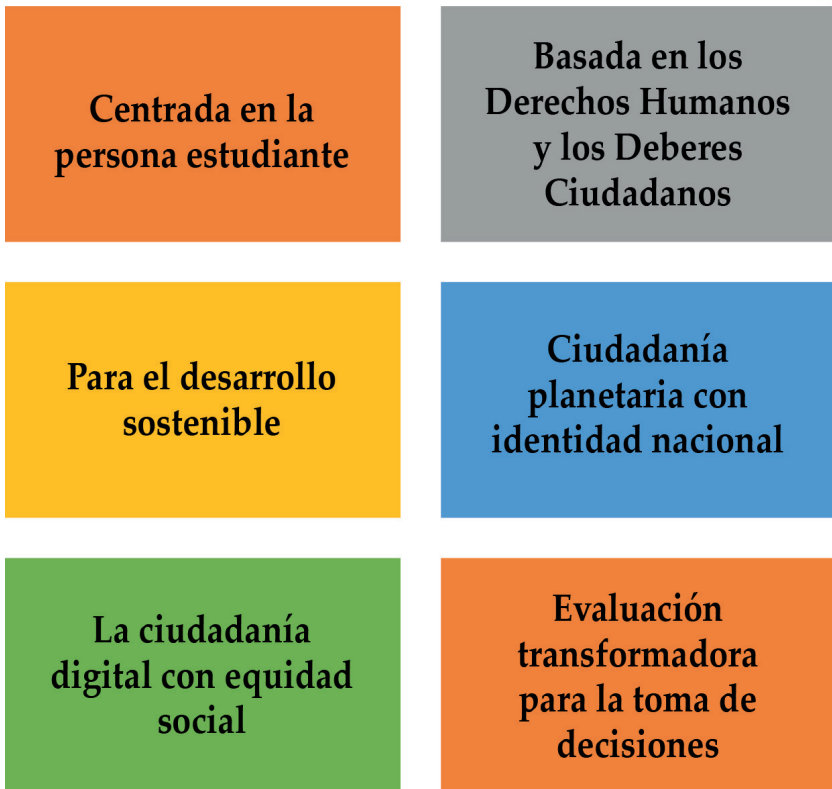 Centrada en la
persona estudiante
Basada en los
Derechos Humanos
y los Deberes
Ciudadanos
Para el desarrollo
sostenible
Ciudadanía
planetaria con
identidad nacional
La ciudadanía
digital con equidad
social
Evaluación
transformadora
para la toma de
decisiones